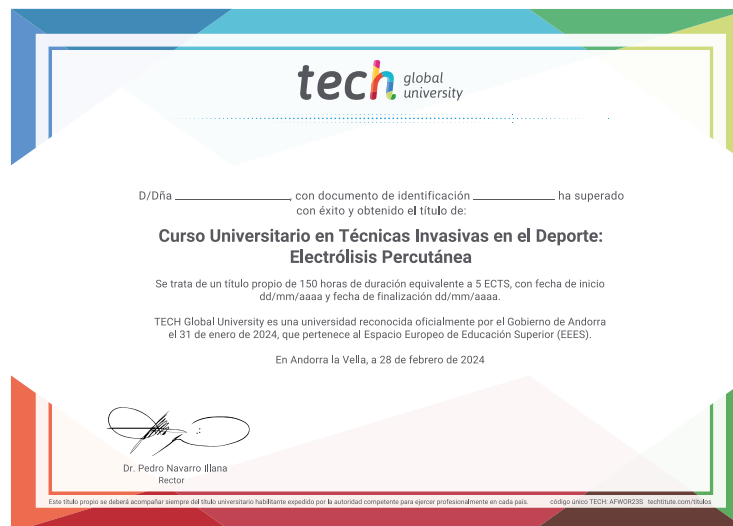 tech global university
D/Dña ____________________, con documento de identificación ______________ ha superado
con éxito y obtenido el título de:
Curso Universitario en Técnicas Invasivas en el Deporte:
Electrólisis Percutánea
Se trata de un título propio de 150 horas de duración equivalente a 5 ECTS, con fecha de inicio
dd/mm/aaaa y fecha de finalización dd/mm/aaaa.
TECH Global University es una universidad reconocida oficialmente por el Gobierno de Andorra
el 31 de enero de 2024, que pertenece al Espacio Europeo de Educación Superior (EEES).
En Andorra la Vella, a 28 de febrero de 2024
Dr. Pedro Navarro Illana
Rector
Este título propio se deberá acompañar siempre del título universitario habilitante expedido por la autoridad competente para ejercer profesionalmente en cada país. código único TECH: AFWOR23S techtitute.com/titulos